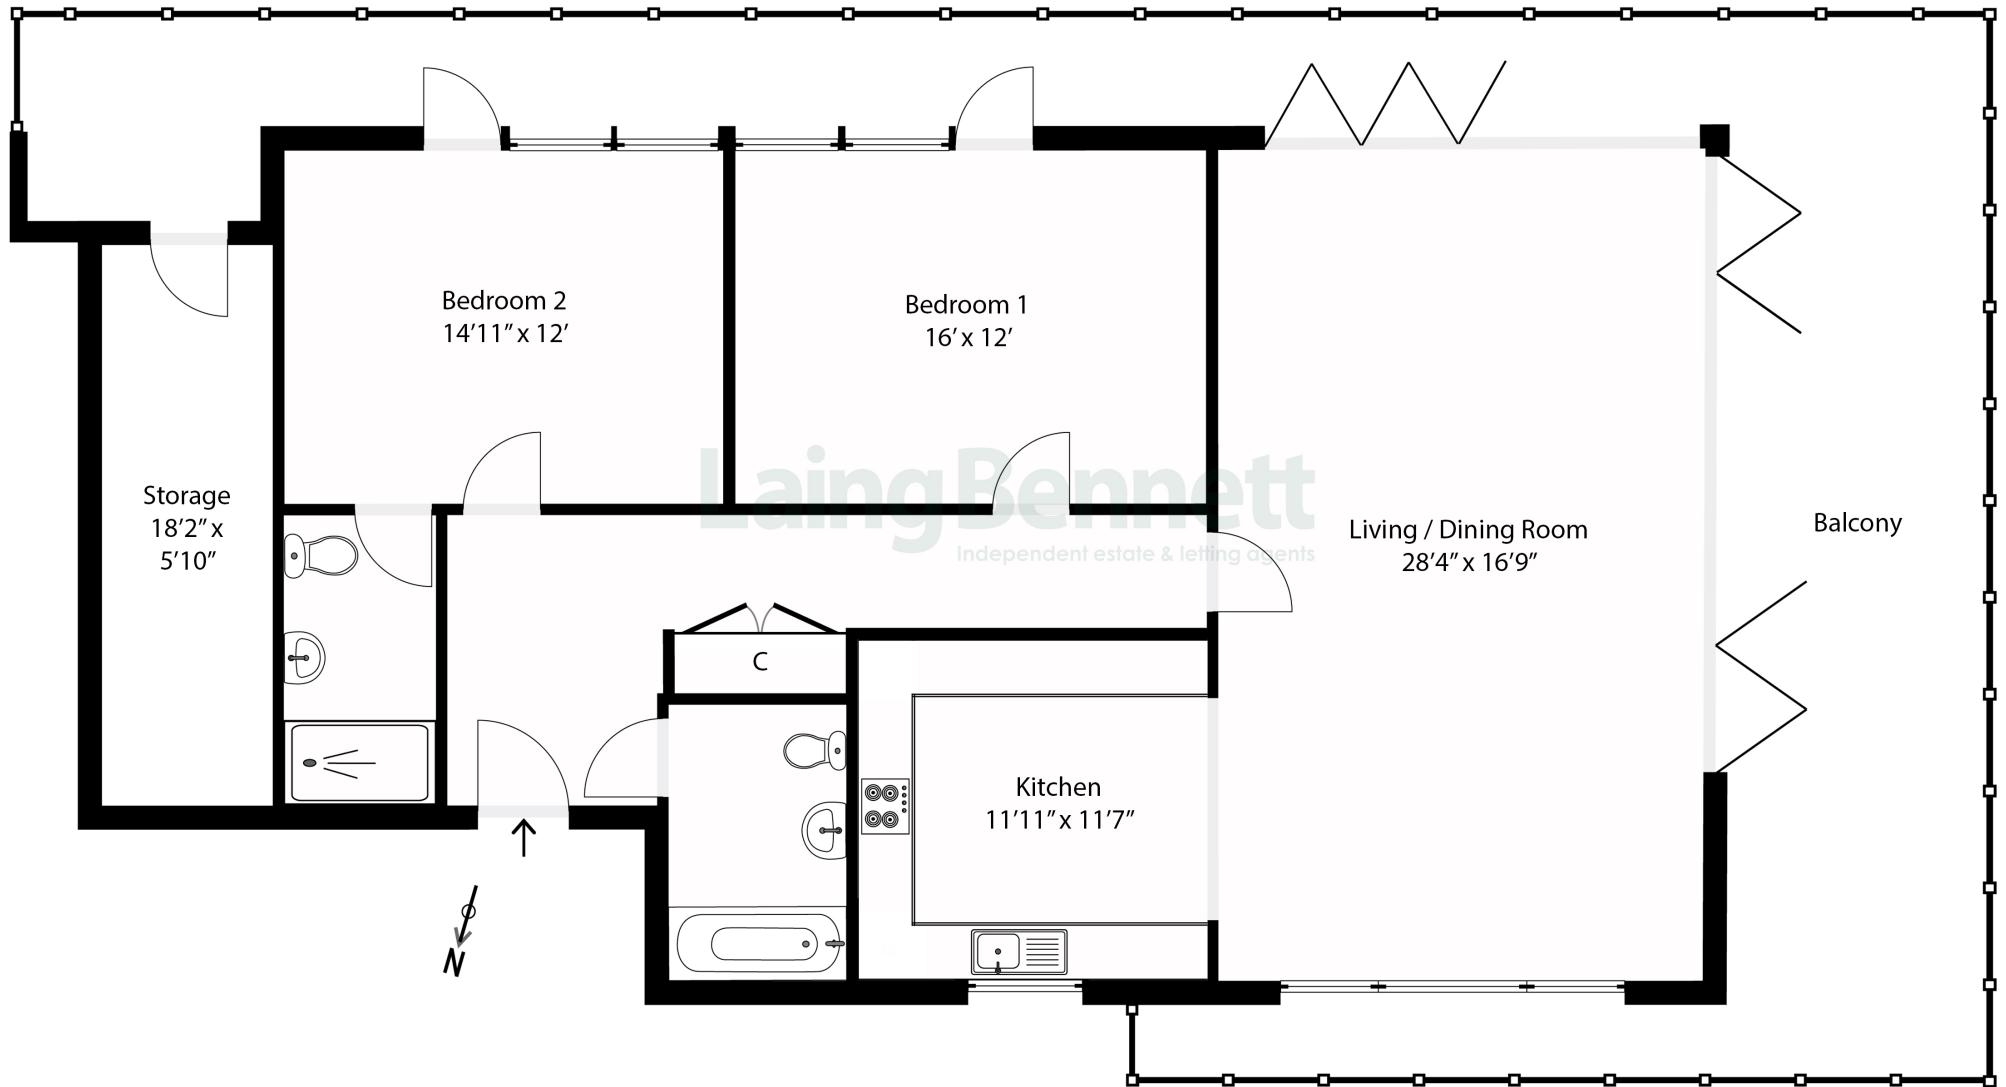 Bedroom 2
14’11” x 12’
Bedroom 1
16’ x 12’
Storage
18’2” x
5’10”
Living / Dining Room
28’4” x 16’9”
Balcony
Laing Bennett
Independent estate & letting agents
C
Kitchen
11’11” x 11’7”
N